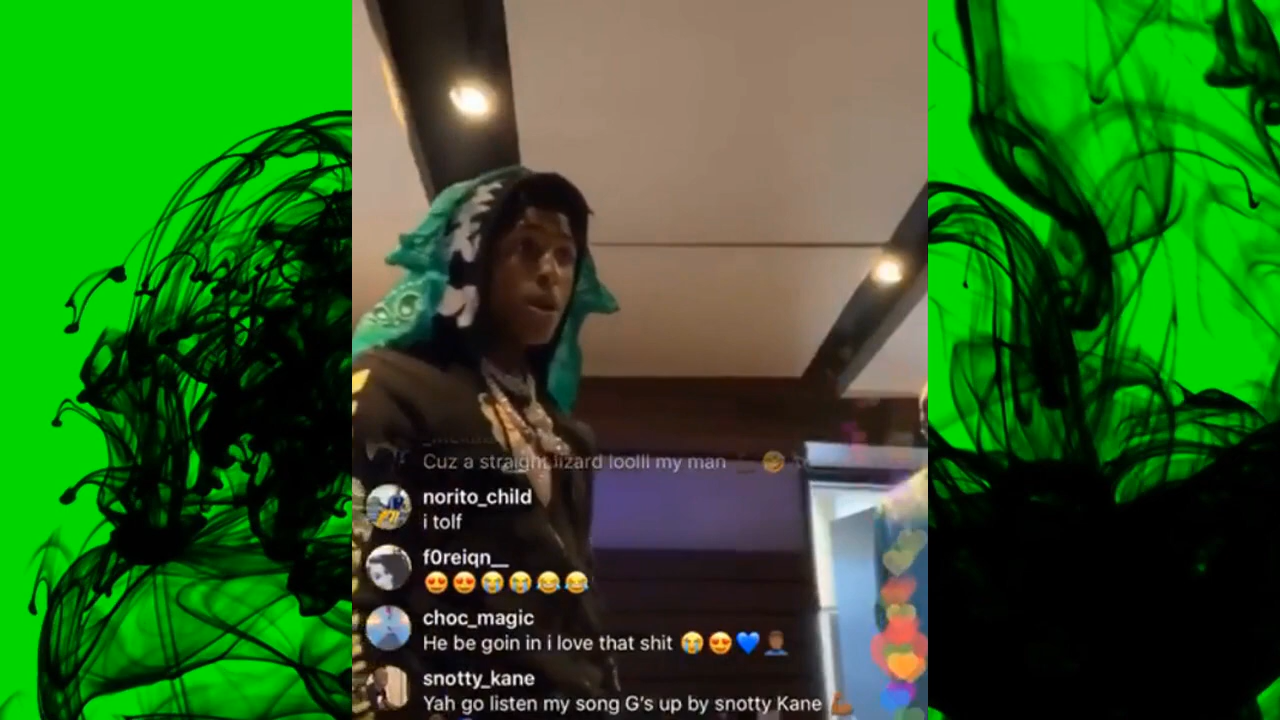 Cuz a straight lizard loolll my man
norito_child
i tolf
f0reiqn__
😍😍😭😭😂😂
choc_magic
He be goin in i love that shit 😭😍💙🤷🏾‍♂️
snotty_kane
Yah go listen my song G's up by snotty Kane 💪🏾